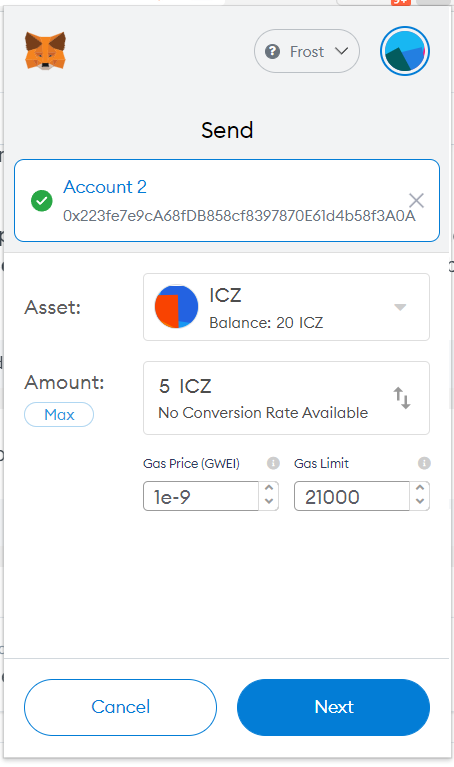 Frost
Send
Account 2
0x223fe7e9cA68fDB858cf8397870E61d4b58f3A0A
Asset:
ICZ
Balance: 20 ICZ
Amount:
Max
5 ICZ
No Conversion Rate Available
Gas Price (GWEI)
Gas Limit
1e-9
21000
Cancel
Next